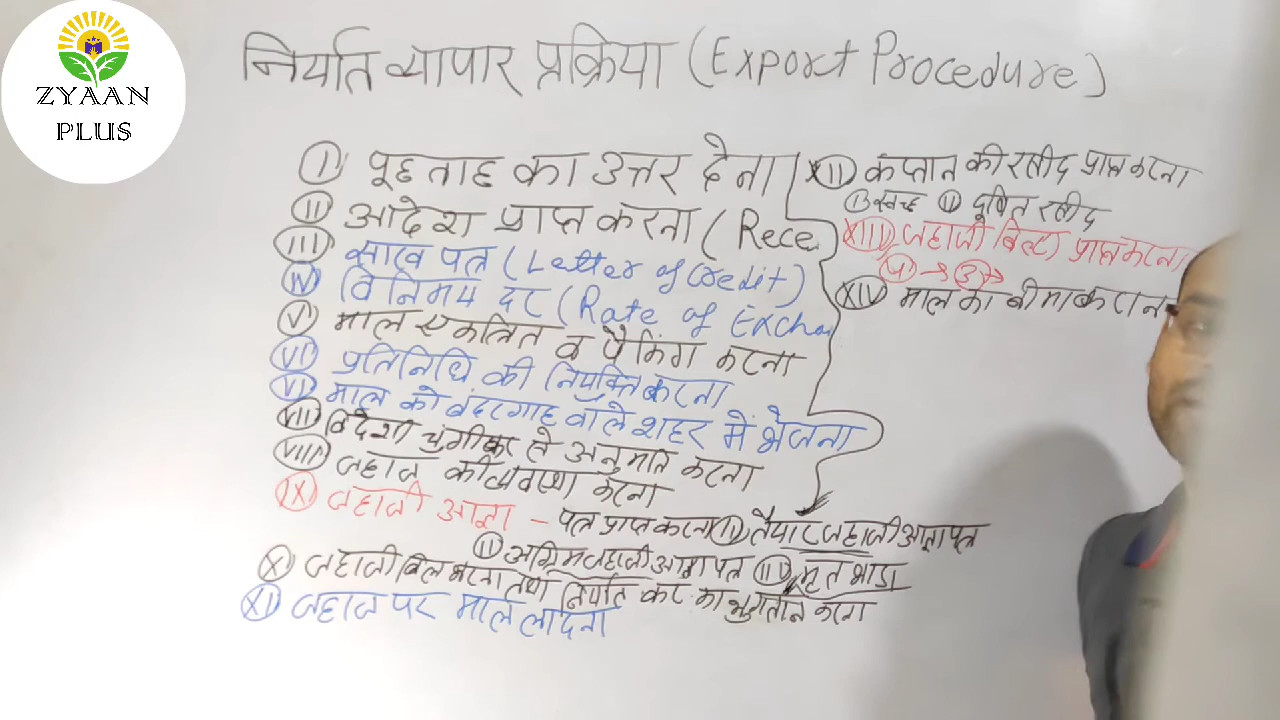 ZYAAN
PLUS
निर्यात व्यापार प्रक्रिया (Export Procedure)
I पूछताछ का उत्तर देना
II आदेश प्राप्त करना (Rece
III साख पत्र (Letter of Credit)
IV विनिमय दर (Rate of Excha
V माल एकत्रित व पैकिंग करना
VI प्रतिनिधि की नियुक्ति करना
VI माल को बंदरगाह वाले शहर में भेजना
VII विदेशी चुंगीकर से अनुमति करना
VIII जहाज की व्यवस्था करना
IX जहाजी आज्ञा - पत्र प्राप्त करना I तैयार जहाजी आज्ञा पत्र
II अग्रिम जहाजी आज्ञा पत्र III मृत भाड़ा
X जहाजी बिल भरना तथा निर्यात कर का भुगतान करना
XI जहाज पर माल लादना
XII कप्तान की रसीद प्राप्त करना
I स्वच्छ II दूषित रसीद
XIII जहाजी बिल्टी प्राप्त करना
XIV माल का बीमा करान